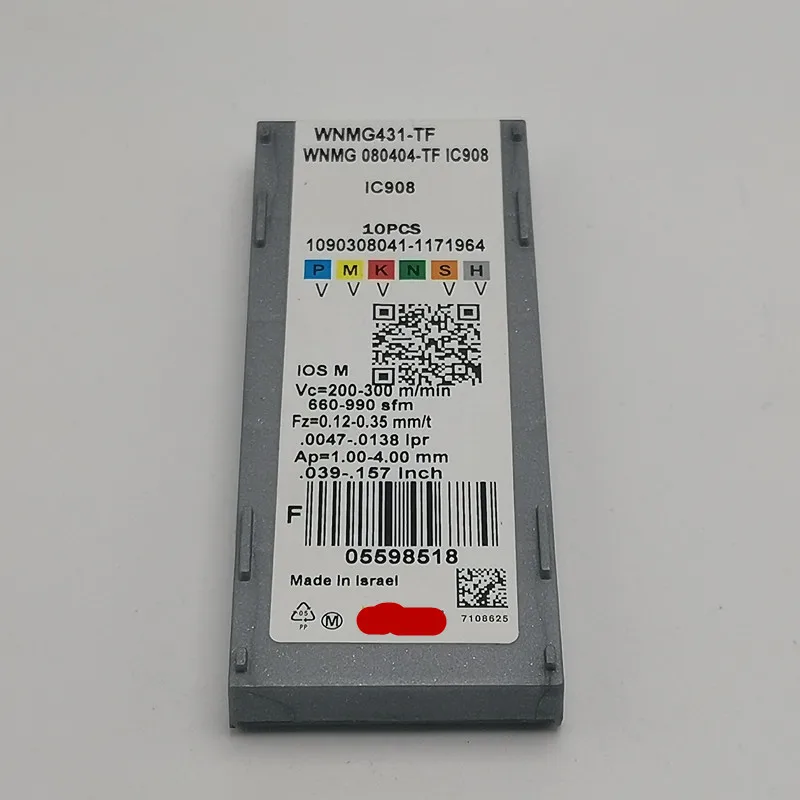 WNMG431-TF
WNMG 080404-TF IC908
IC908
10PCS
1090308041-1171964
P M K N S H
V V V V V
IOS M
Vc=200-300 m/min
660-990 sfm
Fz=0.12-0.35 mm/t
.0047-.0138 Ipr
Ap=1.00-4.00 mm
.039-.157 Inch
F
05598518
Made In Israel
05
PP
M
7108625